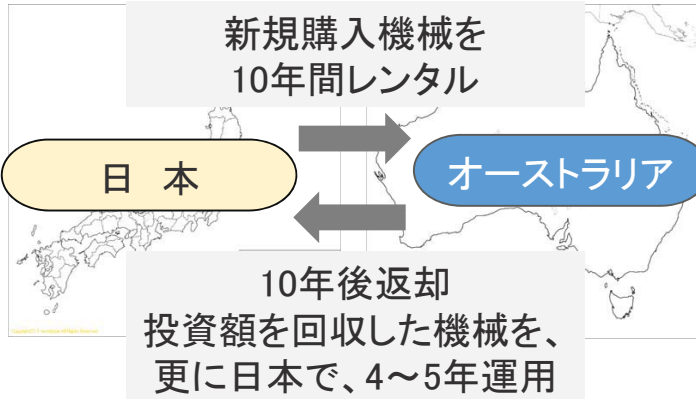 新規購入機械を
10年間レンタル
日 本
オーストラリア
10年後返却
投資額を回収した機械を、
更に日本で、4～5年運用